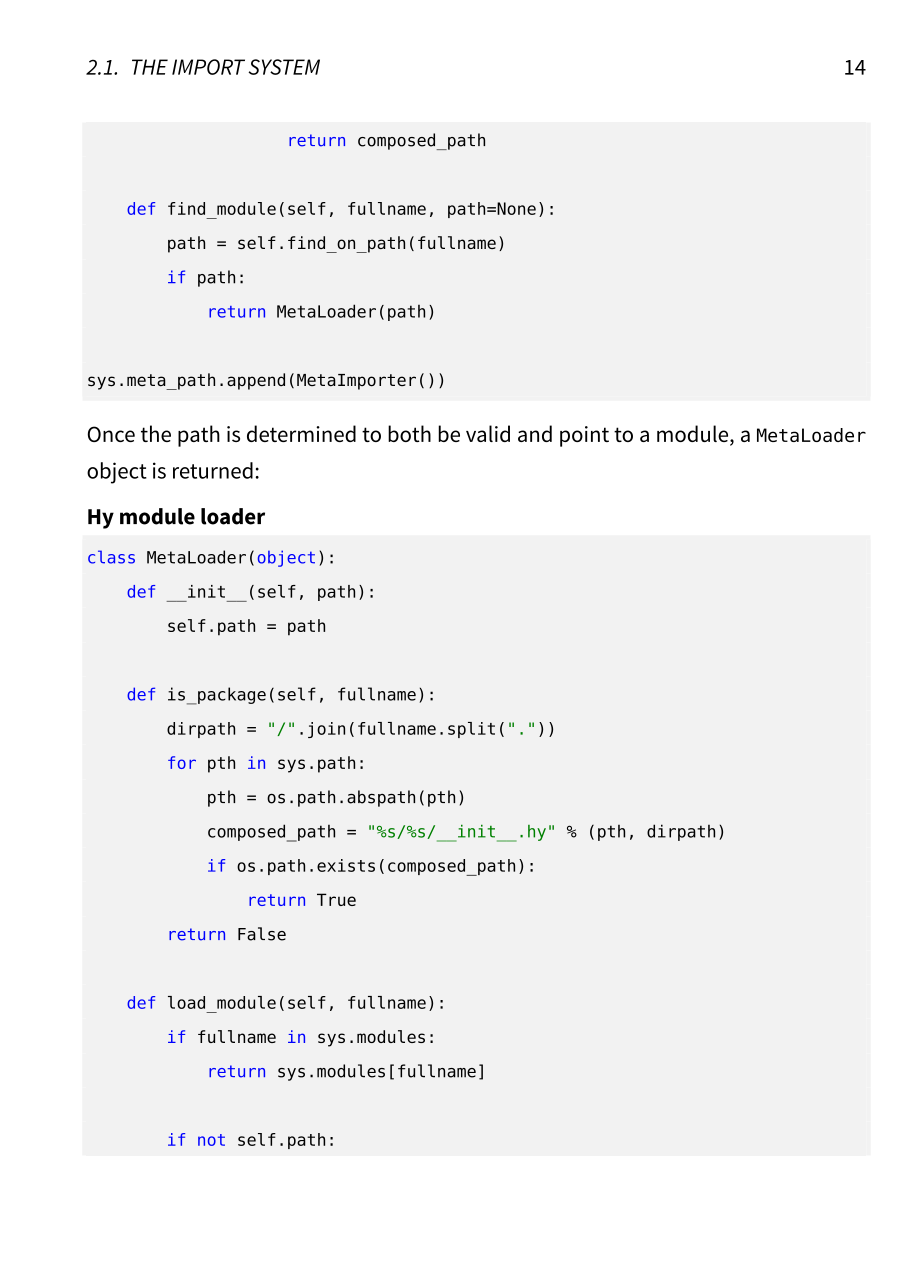 2.1. THE IMPORT SYSTEM 14
                    return composed_path
    def find_module(self, fullname, path=None):
        path = self.find_on_path(fullname)
        if path:
            return MetaLoader(path)
sys.meta_path.append(MetaImporter())
Once the path is determined to both be valid and point to a module, a MetaLoader
object is returned:
Hy module loader
class MetaLoader(object):
    def __init__(self, path):
        self.path = path
    def is_package(self, fullname):
        dirpath = "/".join(fullname.split("."))
        for pth in sys.path:
            pth = os.path.abspath(pth)
            composed_path = "%s/%s/__init__.hy" % (pth, dirpath)
            if os.path.exists(composed_path):
                return True
        return False
    def load_module(self, fullname):
        if fullname in sys.modules:
            return sys.modules[fullname]
        if not self.path: